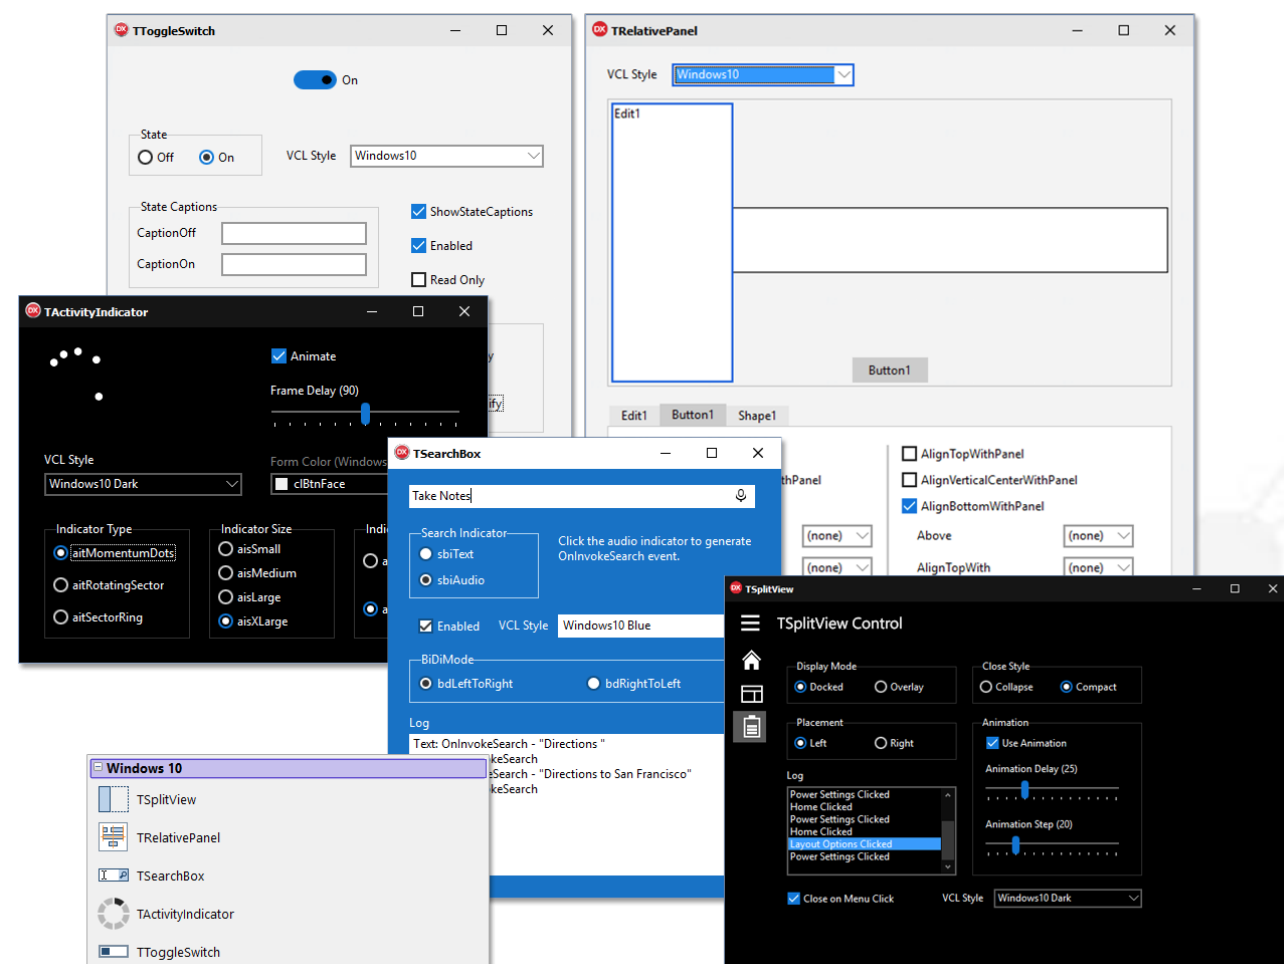 TToggleSwitch
On
State
Off
On
VCL Style
Windows10
State Captions
CaptionOff
CaptionOn
ShowStateCaptions
Enabled
Read Only
TRelativePanel
VCL Style
Windows10
Edit1
Button1
Edit1
Button1
Shape1
AlignTopWithPanel
AlignVerticalCenterWithPanel
AlignBottomWithPanel
(none)
Above
(none)
(none)
AlignTopWith
(none)
TActivityIndicator
Animate
Frame Delay (90)
VCL Style
Windows10 Dark
Form Color (Windows
clBtnFace
Indicator Type
aitMomentumDots
aitRotatingSector
aitSectorRing
Indicator Size
aisSmall
aisMedium
aisLarge
aisXLarge
TSearchBox
Take Notes
Search Indicator
sbiText
sbiAudio
Click the audio indicator to generate
OnInvokeSearch event.
Enabled
VCL Style
Windows10 Blue
BiDiMode
bdLeftToRight
bdRightToLeft
Log
Text: OnInvokeSearch - "Directions "
keSearch
eSearch - "Directions to San Francisco"
keSearch
TSplitView
TSplitView Control
Display Mode
Docked
Overlay
Close Style
Collapse
Compact
Placement
Left
Right
Animation
Use Animation
Animation Delay (25)
Animation Step (20)
Log
Power Settings Clicked
Home Clicked
Power Settings Clicked
Home Clicked
Layout Options Clicked
Power Settings Clicked
Close on Menu Click
VCL Style
Windows10 Dark
Windows 10
TSplitView
TRelativePanel
TSearchBox
TActivityIndicator
TToggleSwitch